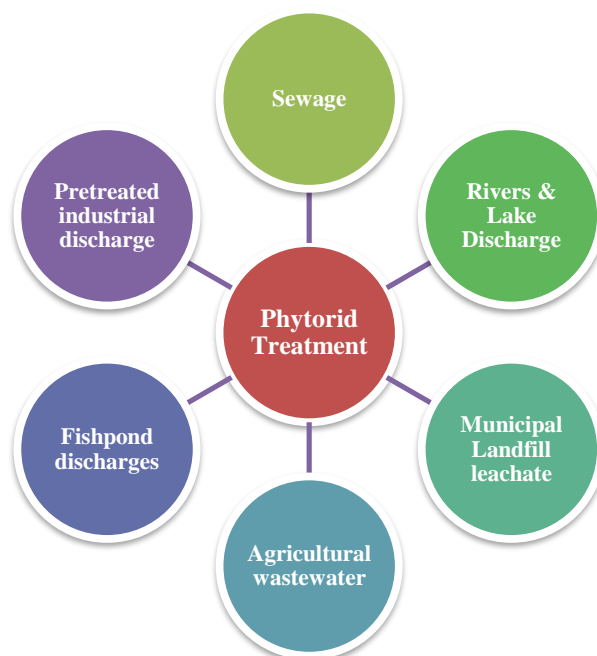 Sewage
Pretreated
industrial
discharge
Rivers &
Lake
Discharge
Phytorid
Treatment
Fishpond
discharges
Municipal
Landfill
leachate
Agricultural
wastewater